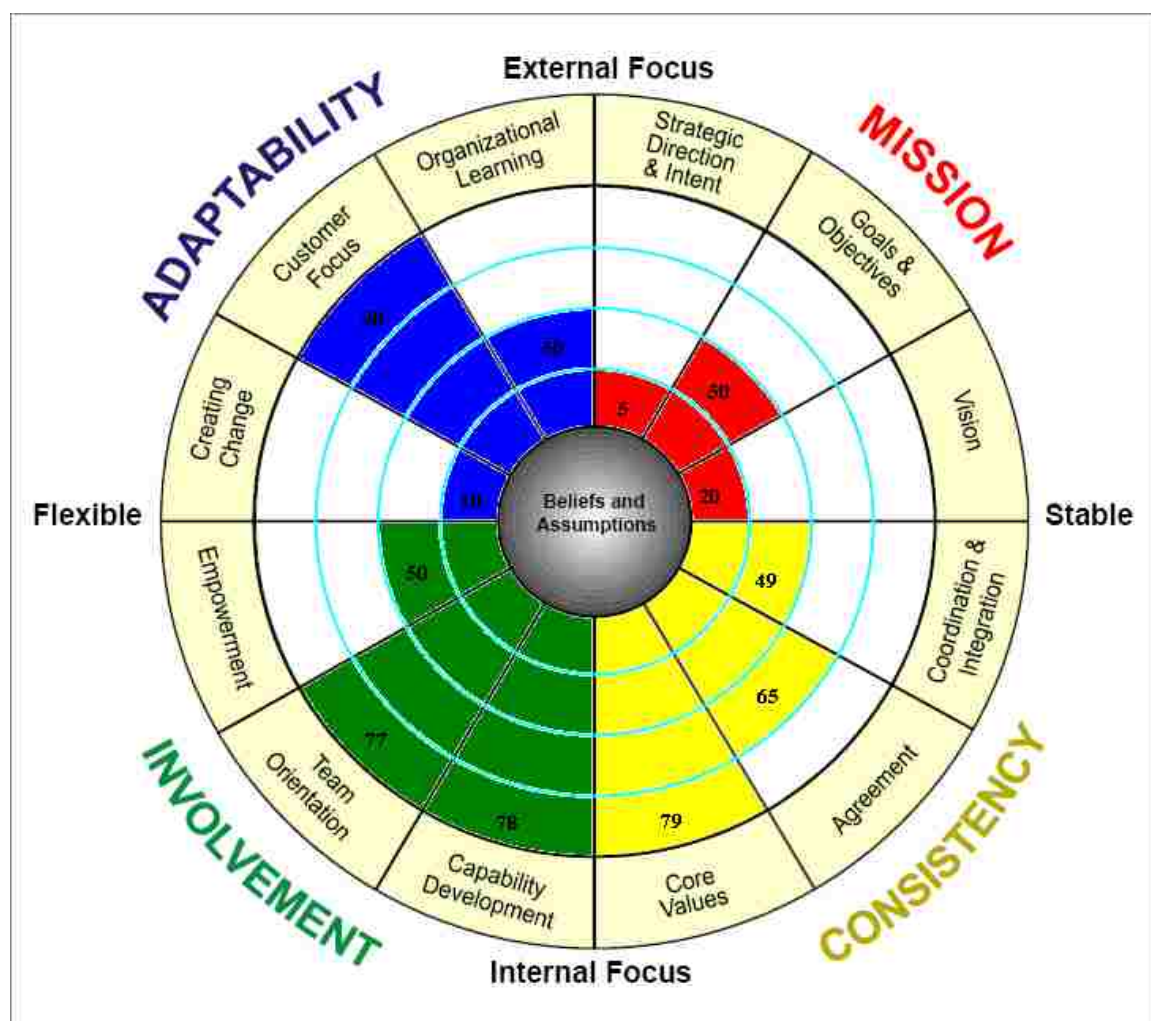 External Focus
ADAPTABILITY
MISSION
Organizational
Learning
Strategic
Direction
& Intent
Customer
Focus
Goals &
Objectives
Creating
Change
Vision
50
5
20
Flexible
Beliefs and
Assumptions
Stable
50
49
Empowerment
Coordination &
Integration
65
77
78
79
Team
Orientation
Agreement
Capability
Development
Core
Values
INVOLVEMENT
CONSISTENCY
Internal Focus